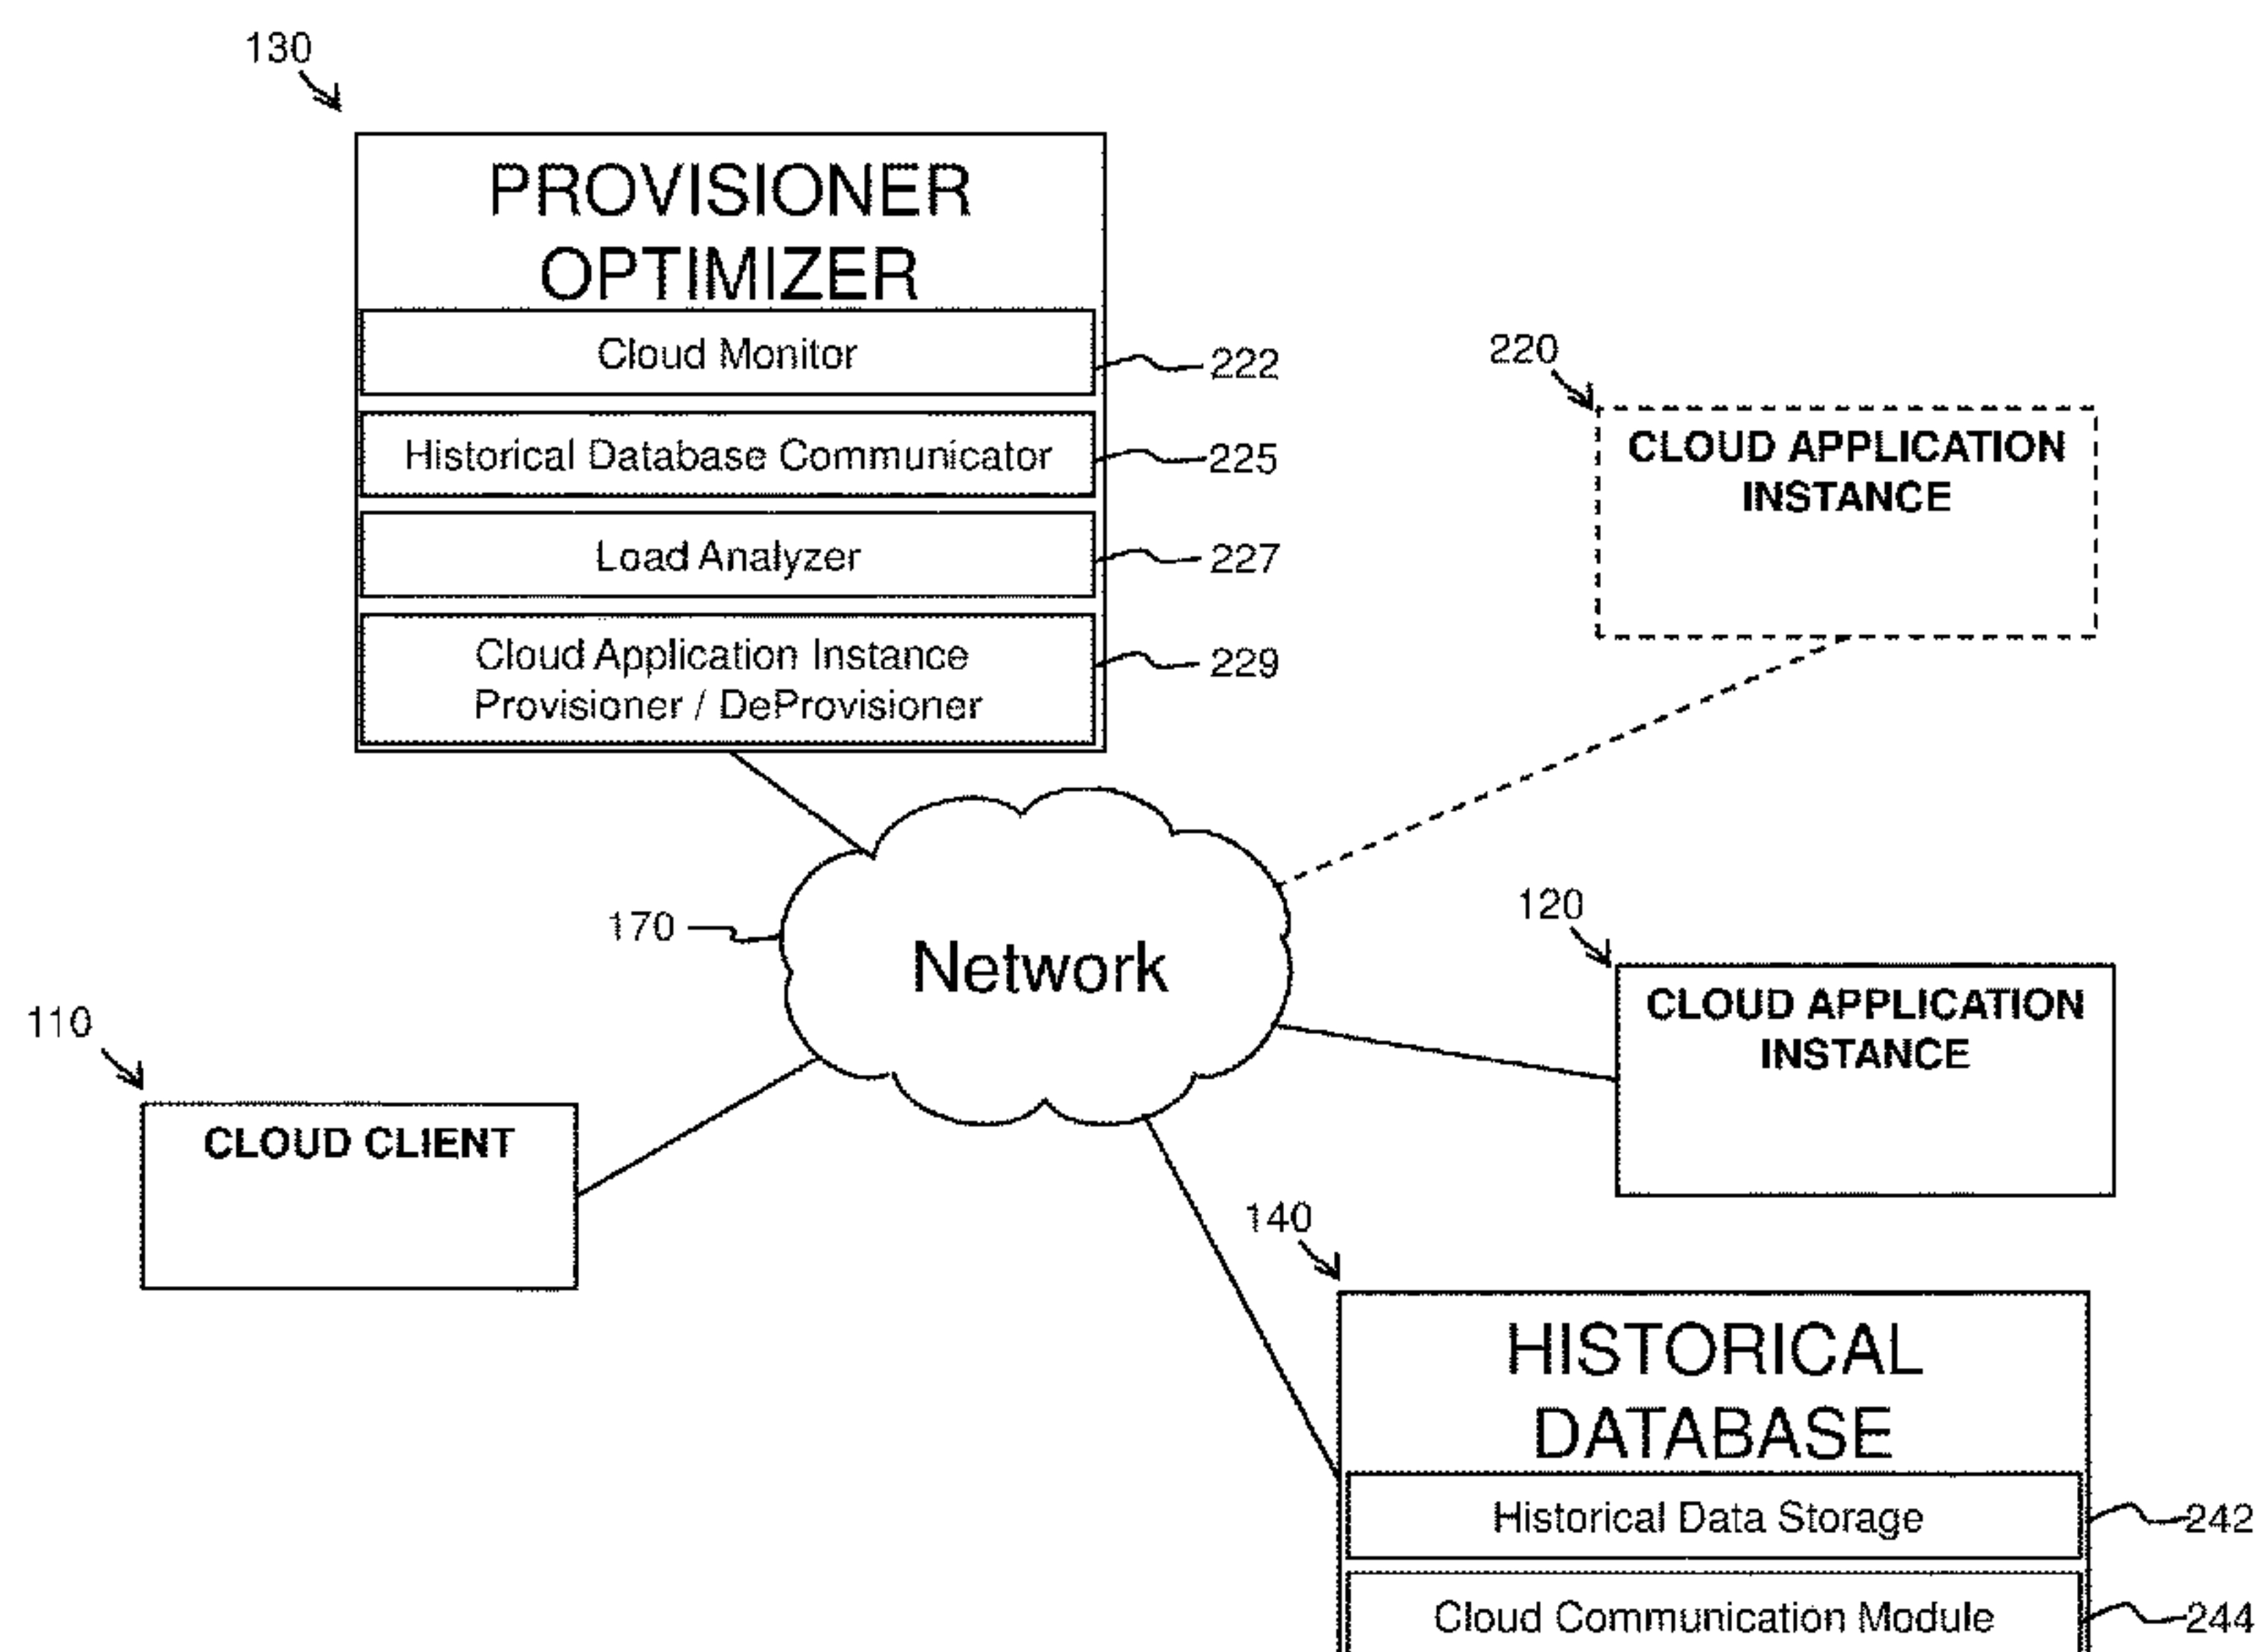 130
PROVISIONER
OPTIMIZER
Cloud Monitor
222
Historical Database Communicator
225
Load Analyzer
227
Cloud Application Instance
Provisioner / DeProvisioner
229
220
CLOUD APPLICATION
INSTANCE
170
Network
120
CLOUD APPLICATION
INSTANCE
110
CLOUD CLIENT
140
HISTORICAL
DATABASE
Historical Data Storage
242
Cloud Communication Module
244